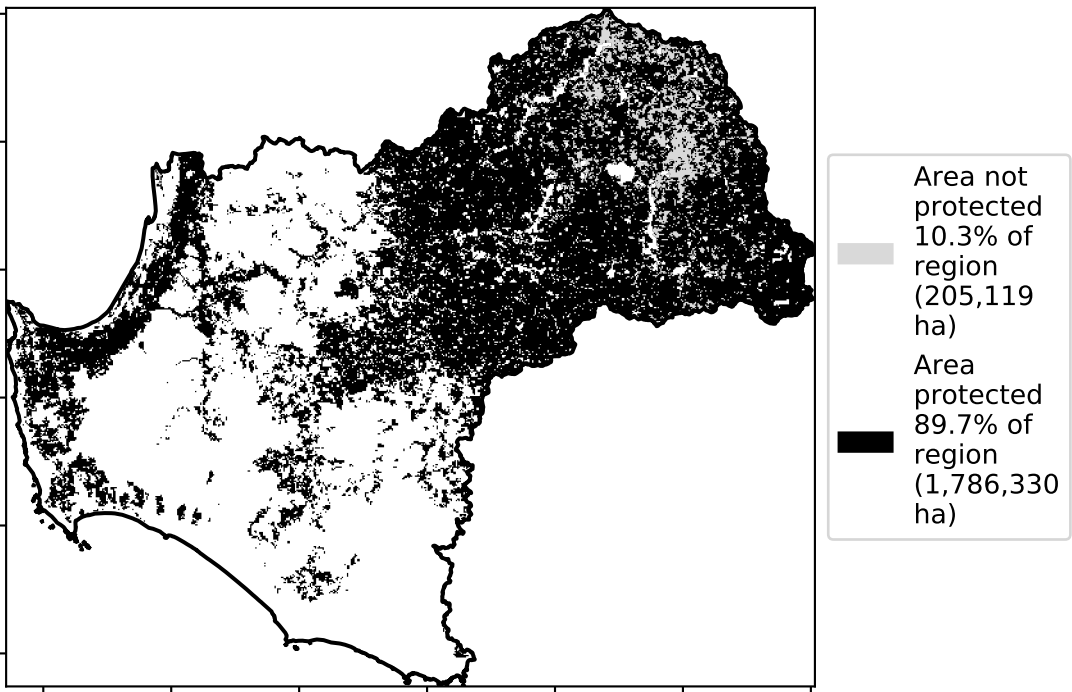 Area not
protected
10.3% of
region
(205,119
ha)
Area
protected
89.7% of
region
(1,786,330
ha)